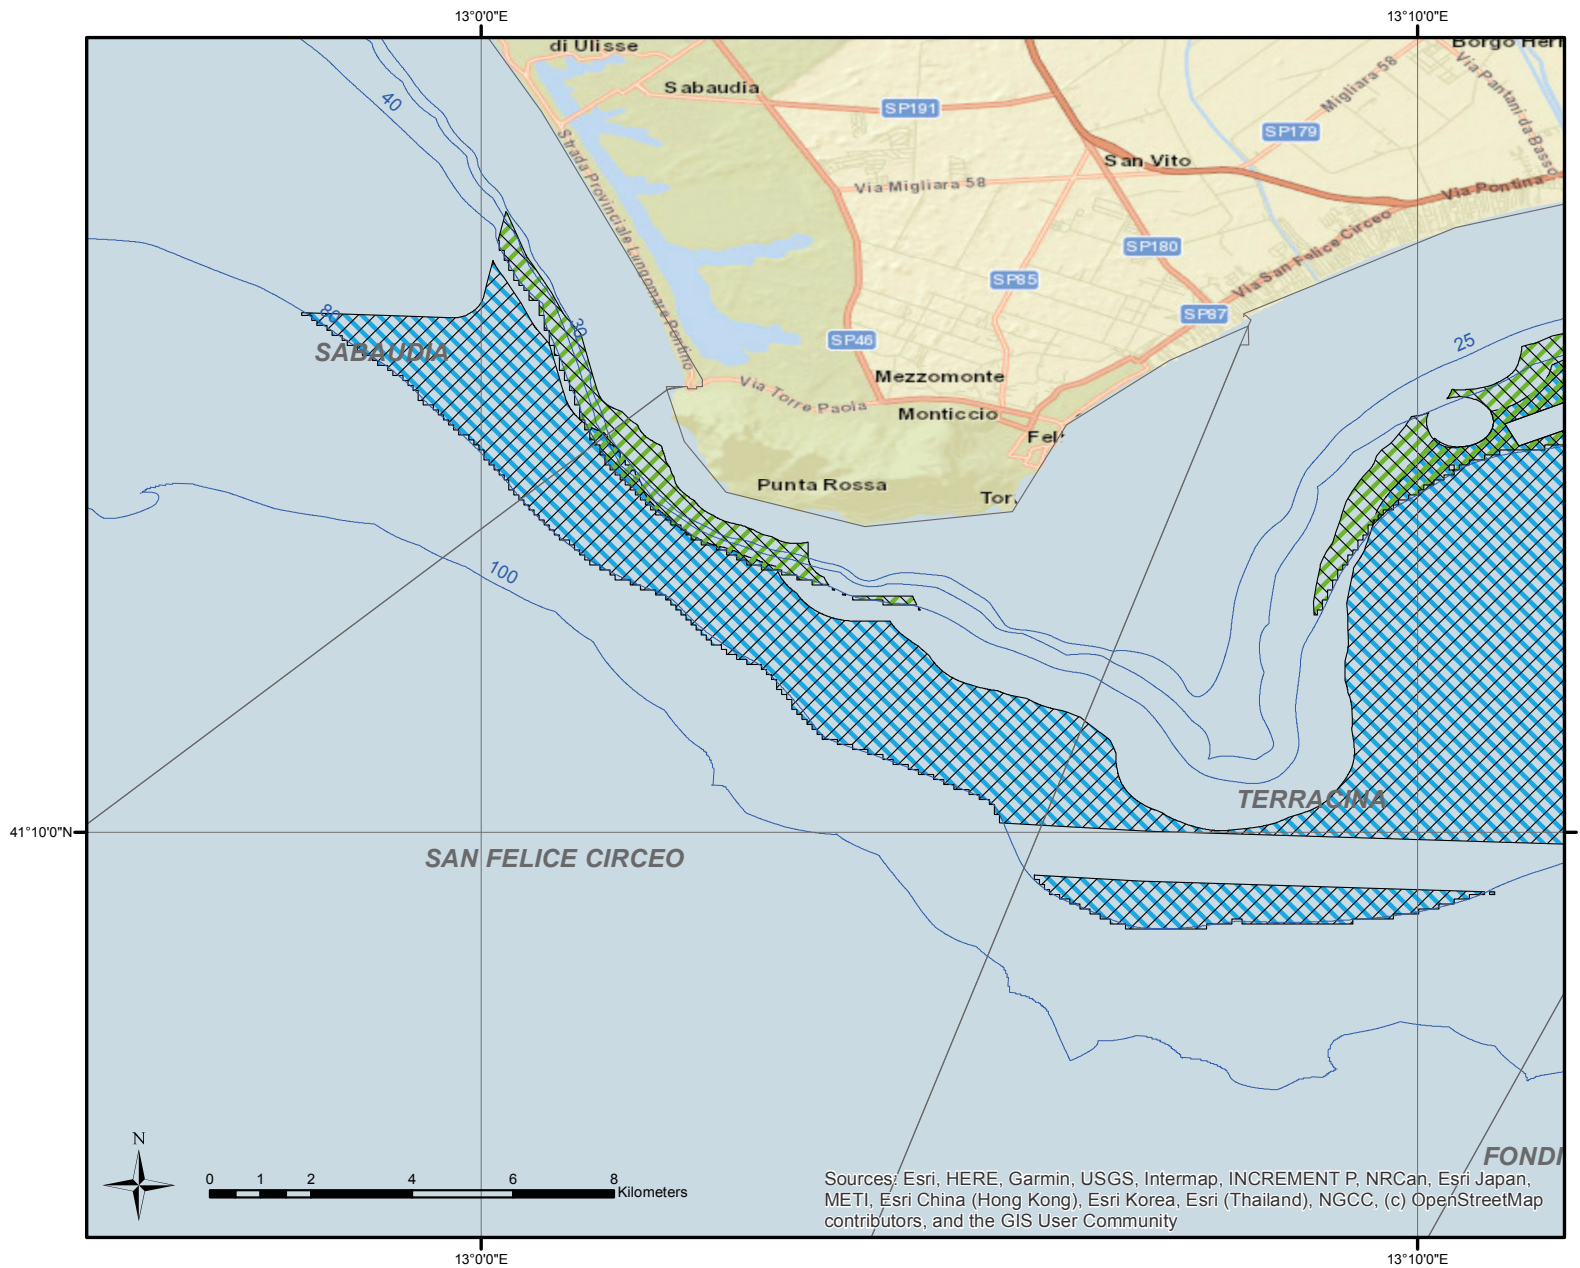 13°0'0"E
13°10'0"E
di Ulisse
Borgo Herm
40
Sabaudia
SP191
Migliara 58
Via Pantani da Basso
SP179
Strada Provinciale Lungomare Pontino
San Vito
Via Migliara 58
Via Pontina
SP180
Via San Felice Circeo
SP85
80
30
SP87
SABAUDIA
SP46
25
Via Torre Paola
Mezzomonte
Monticcio
Fel
Punta Rossa
Tor
100
TERRACINA
41°10'0"N
SAN FELICE CIRCEO
N
FONDI
0 1 2 4 6 8
Kilometers
Sources: Esri, HERE, Garmin, USGS, Intermap, INCREMENT P, NRCan, Esri Japan,
METI, Esri China (Hong Kong), Esri Korea, Esri (Thailand), NGCC, (c) OpenStreetMap
contributors, and the GIS User Community
13°0'0"E
13°10'0"E